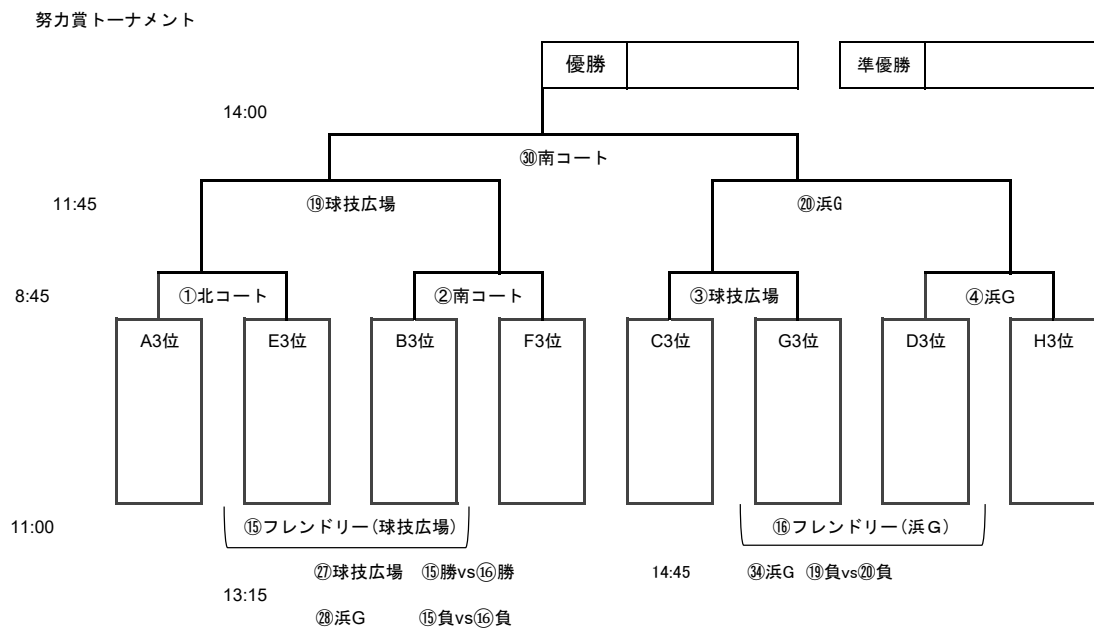 努力賞トーナメント
優勝 準優勝
14:00
㉚南コート
11:45 ⑲球技広場 ⑳浜G
8:45 ①北コート ②南コート ③球技広場 ④浜G
A3位 E3位 B3位 F3位 C3位 G3位 D3位 H3位
11:00 ⑮フレンドリー(球技広場) ⑯フレンドリー(浜G)
㉗球技広場 ⑮勝vs⑯勝 14:45 ㉞浜G ⑲負vs⑳負
13:15
㉘浜G ⑮負vs⑯負